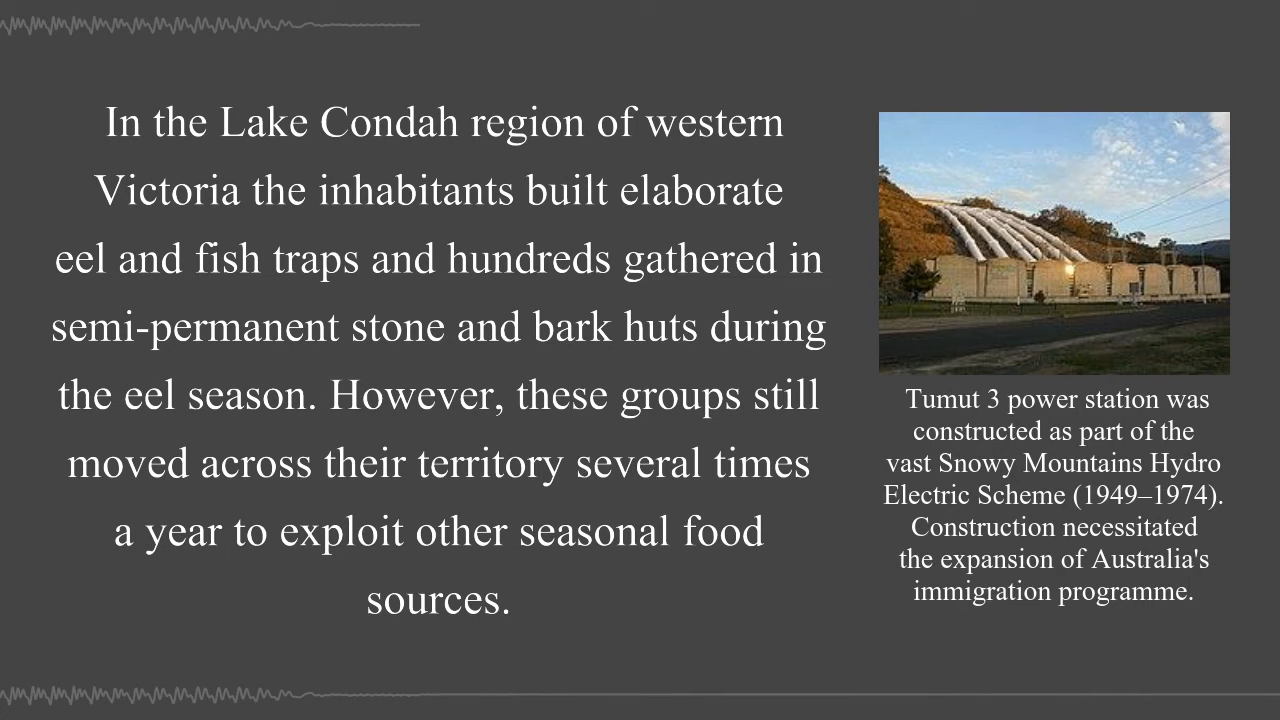 In the Lake Condah region of western
Victoria the inhabitants built elaborate
eel and fish traps and hundreds gathered in
semi-permanent stone and bark huts during
the eel season. However, these groups still
moved across their territory several times
a year to exploit other seasonal food
sources.
Tumut 3 power station was
constructed as part of the
vast Snowy Mountains Hydro
Electric Scheme (1949–1974).
Construction necessitated
the expansion of Australia's
immigration programme.